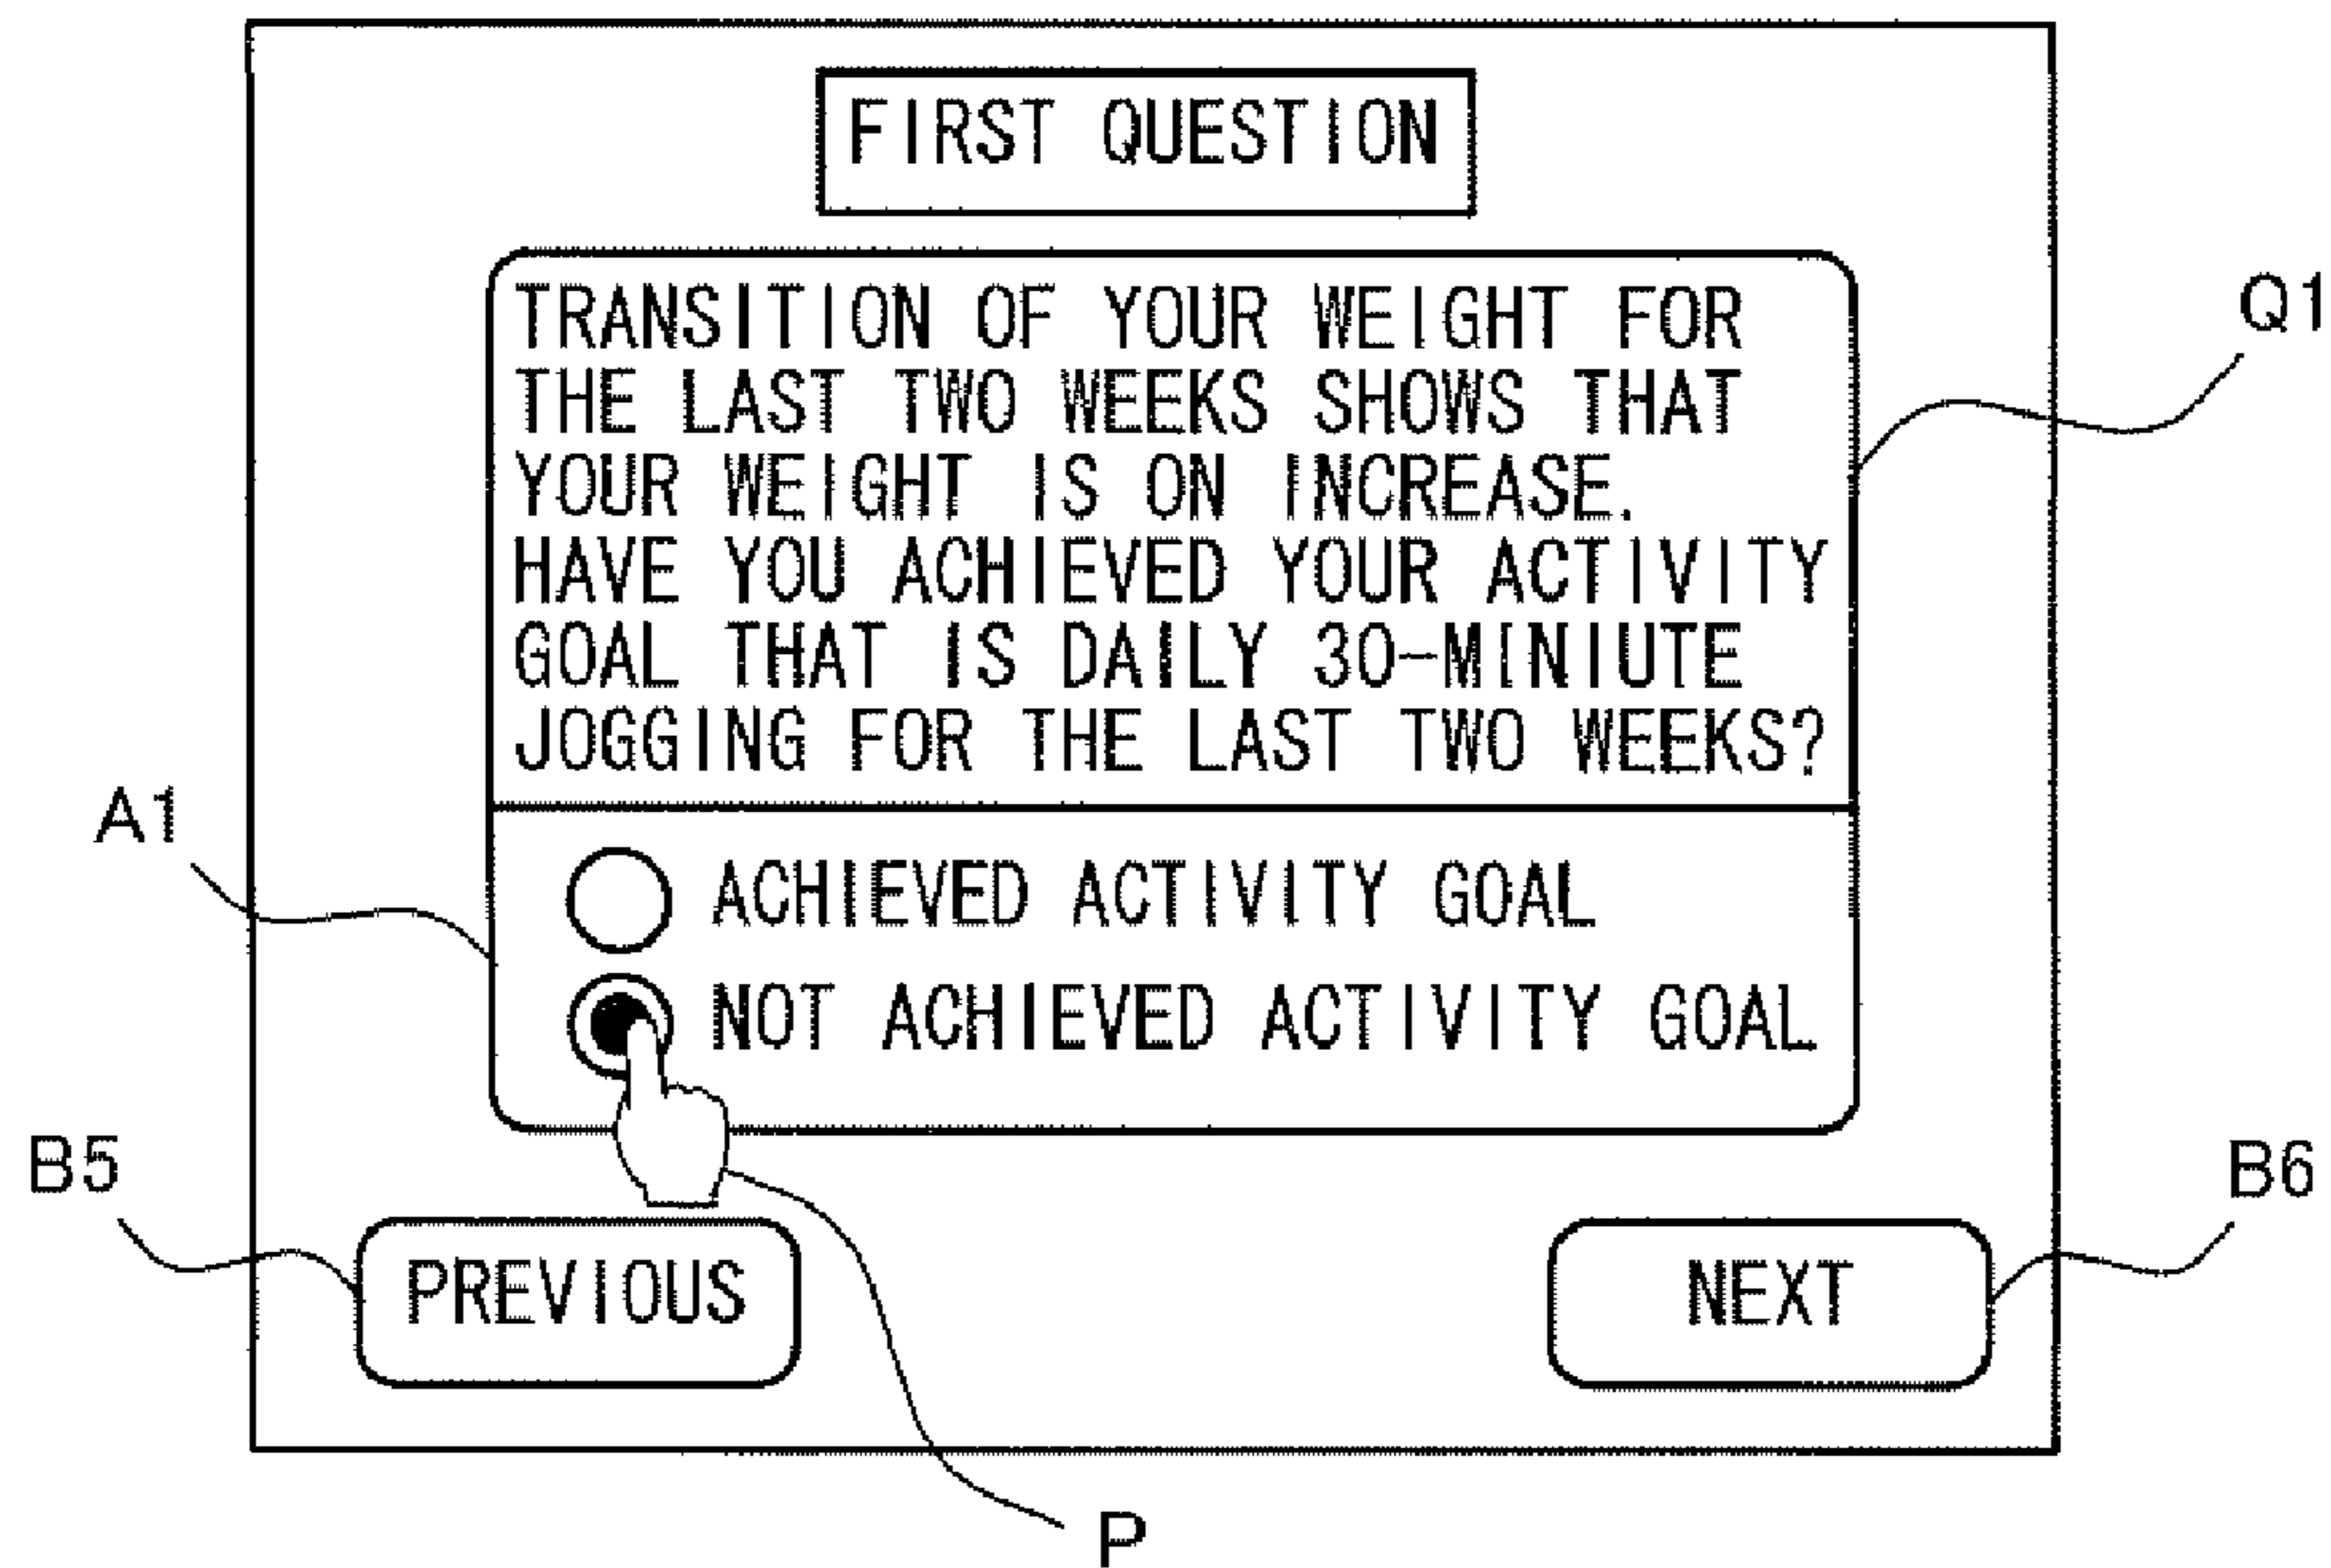 FIRST QUESTION
TRANSITION OF YOUR WEIGHT FOR
THE LAST TWO WEEKS SHOWS THAT
YOUR WEIGHT IS ON INCREASE.
HAVE YOU ACHIEVED YOUR ACTIVITY
GOAL THAT IS DAILY 30-MINIUTE
JOGGING FOR THE LAST TWO WEEKS?
Q1
A1
ACHIEVED ACTIVITY GOAL
NOT ACHIEVED ACTIVITY GOAL
B5
B6
PREVIOUS
NEXT
P